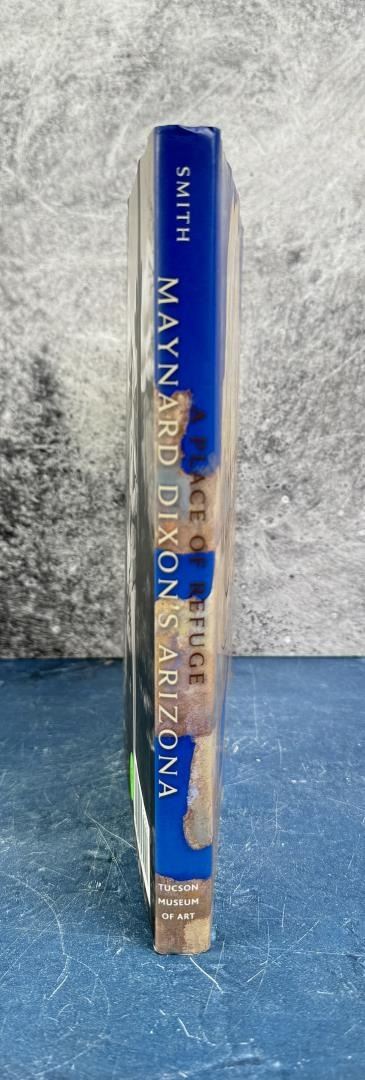 SMITH
A PLACE OF REFUGE
MAYNARD DIXON'S ARIZONA
TUCSON
MUSEUM
OF ART